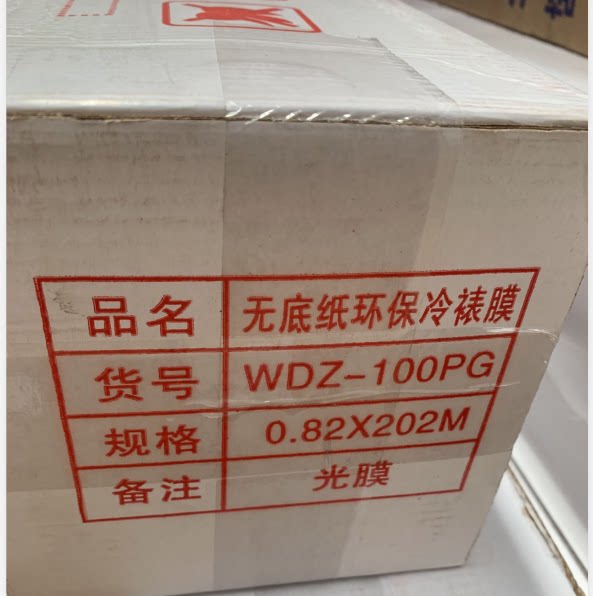 品名 无底纸环保冷裱膜
货号 WDZ-100PG
规格 0.82X202M
备注 光膜